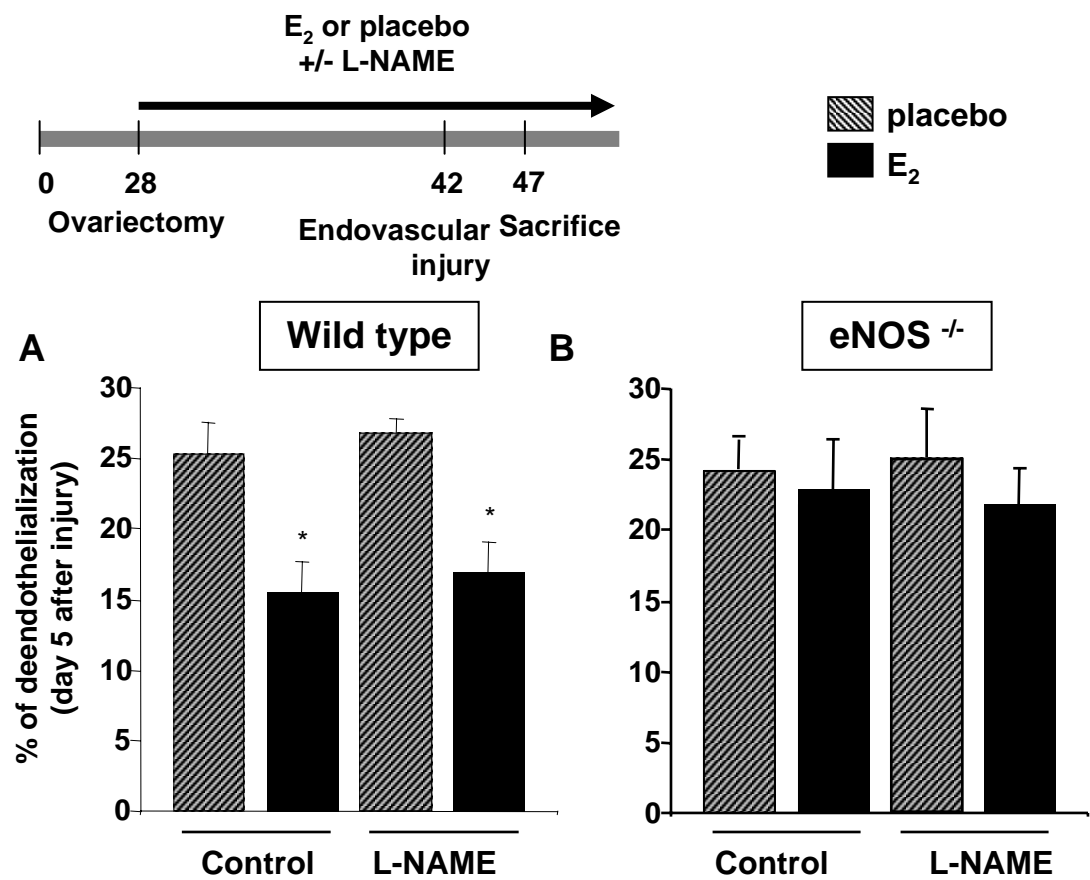 E2 or placebo
+/- L-NAME
placebo
E2
0 28 42 47
Ovariectomy
Endovascular
injury
Sacrifice
A
Wild type
% of deendothelialization
(day 5 after injury)
30
25
20
15
10
5
0
*
*
Control
L-NAME
B
eNOS -/-
30
25
20
15
10
5
0
Control
L-NAME